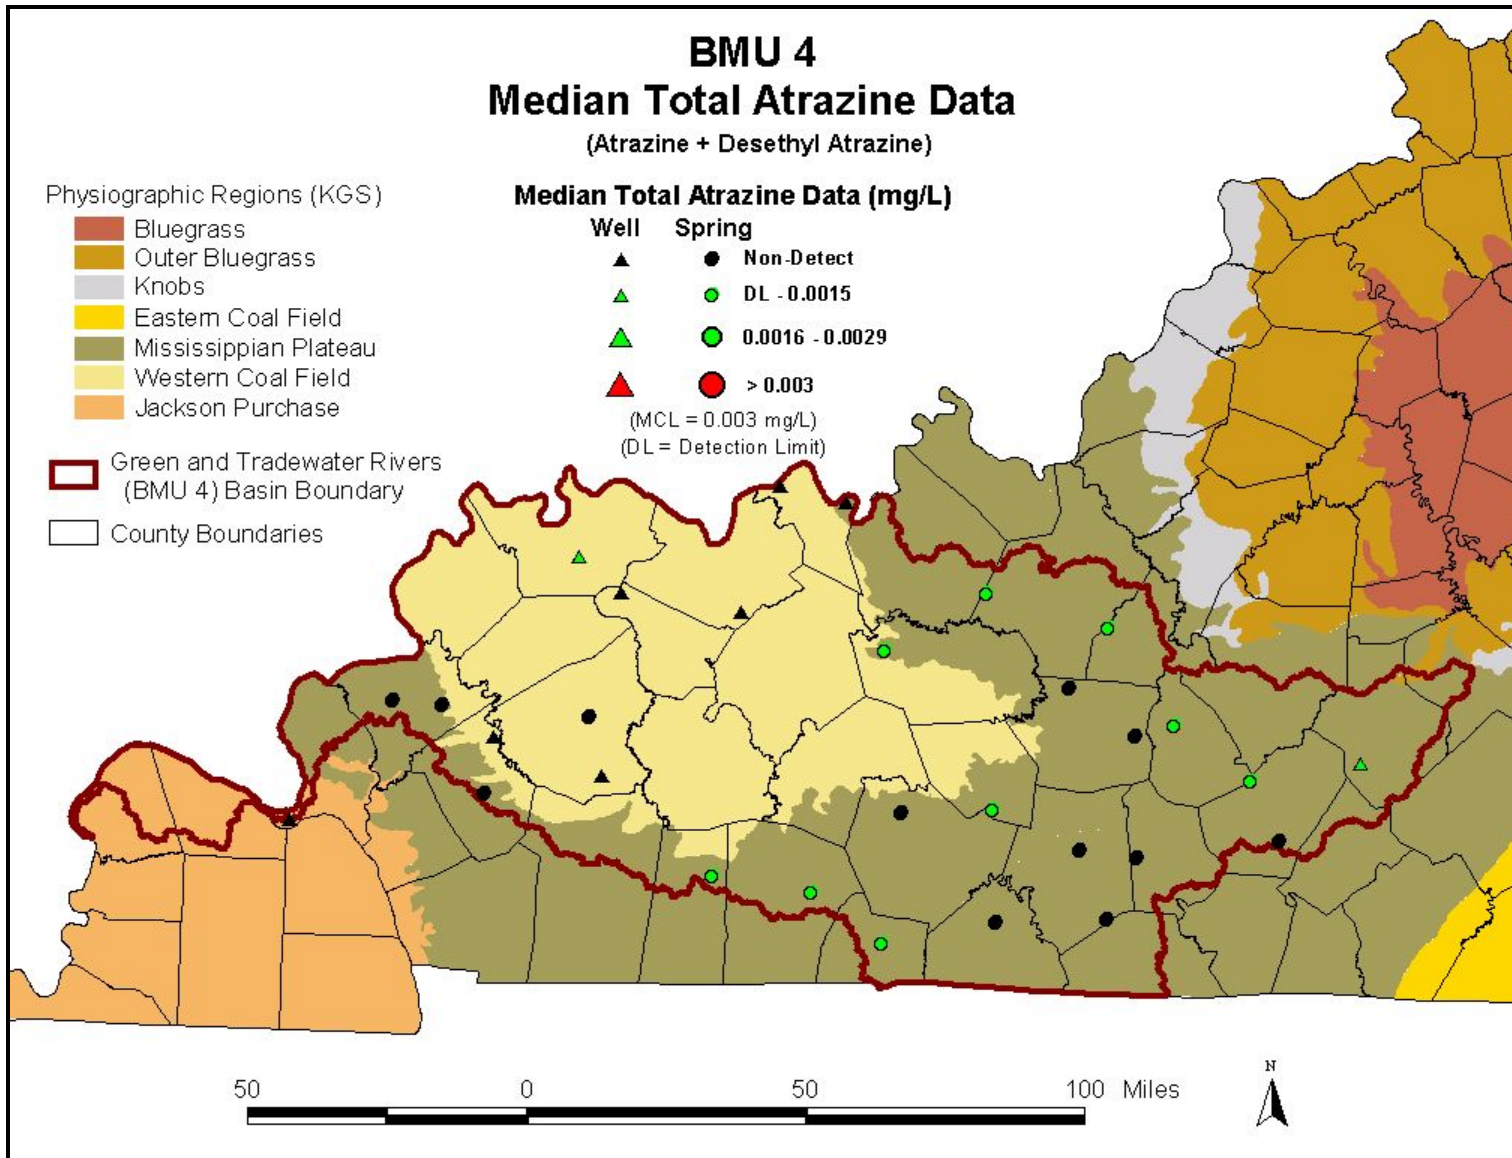 BMU 4
Median Total Atrazine Data
(Atrazine + Desethyl Atrazine)
Physiographic Regions (KGS)
Bluegrass
Outer Bluegrass
Knobs
Eastern Coal Field
Mississippian Plateau
Western Coal Field
Jackson Purchase
Green and Tradewater Rivers
(BMU 4) Basin Boundary
County Boundaries
Median Total Atrazine Data (mg/L)
Well Spring
Non-Detect
DL - 0.0015
0.0016 - 0.0029
> 0.003
(MCL = 0.003 mg/L)
(DL = Detection Limit)
50 0 50 100 Miles
N